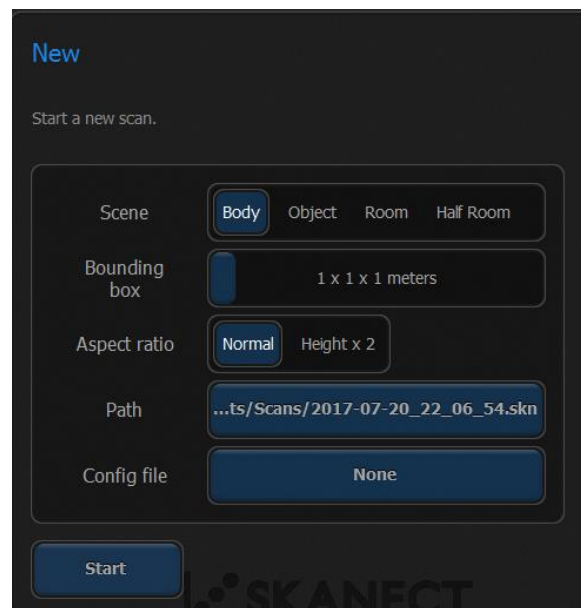 New
Start a new scan.
Scene Body Object Room Half Room
Bounding
box
1 x 1 x 1 meters
Aspect ratio Normal Height x 2
Path ...ts/Scans/2017-07-20_22_06_54.skn
Config file None
Start
SKANECT